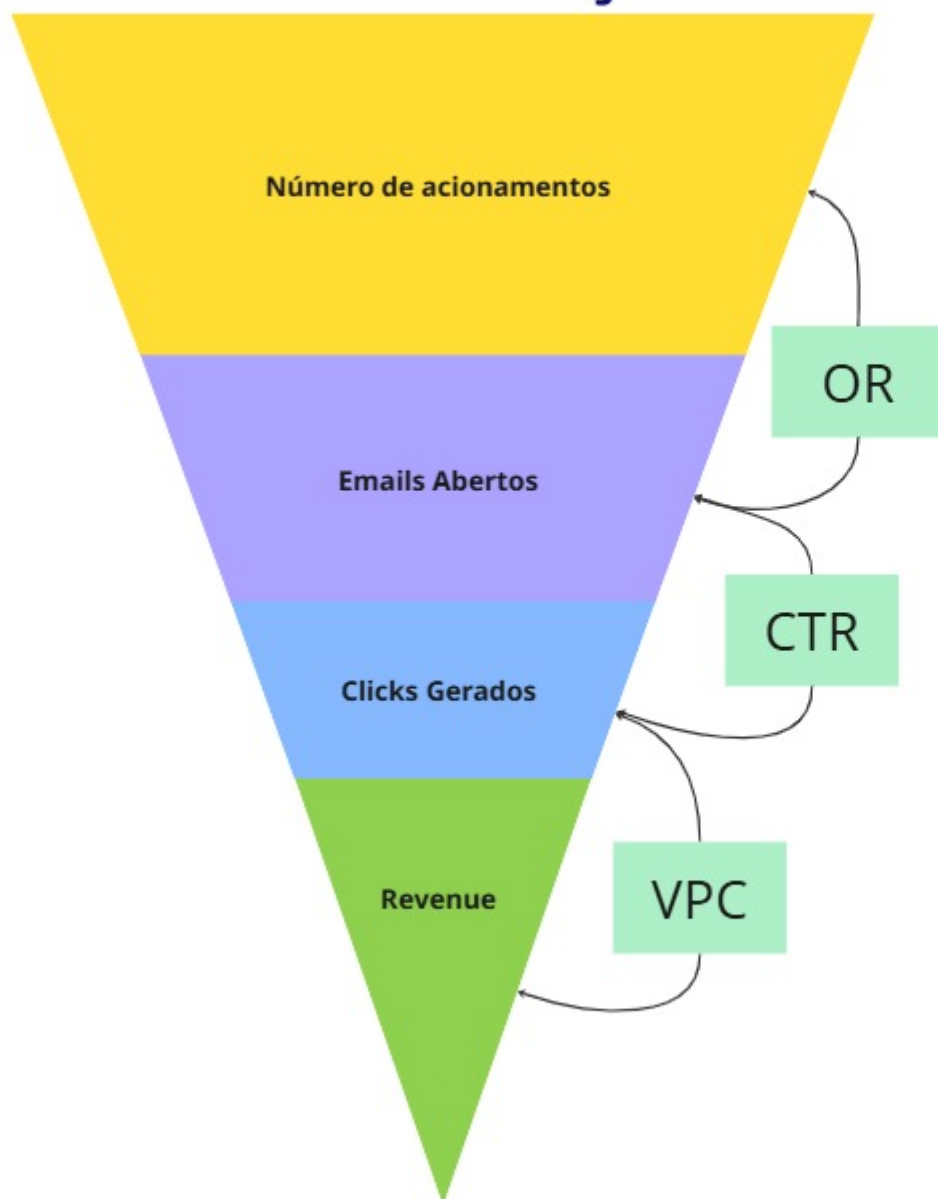 Número de acionamentos
OR
Emails Abertos
CTR
Clicks Gerados
VPC
Revenue